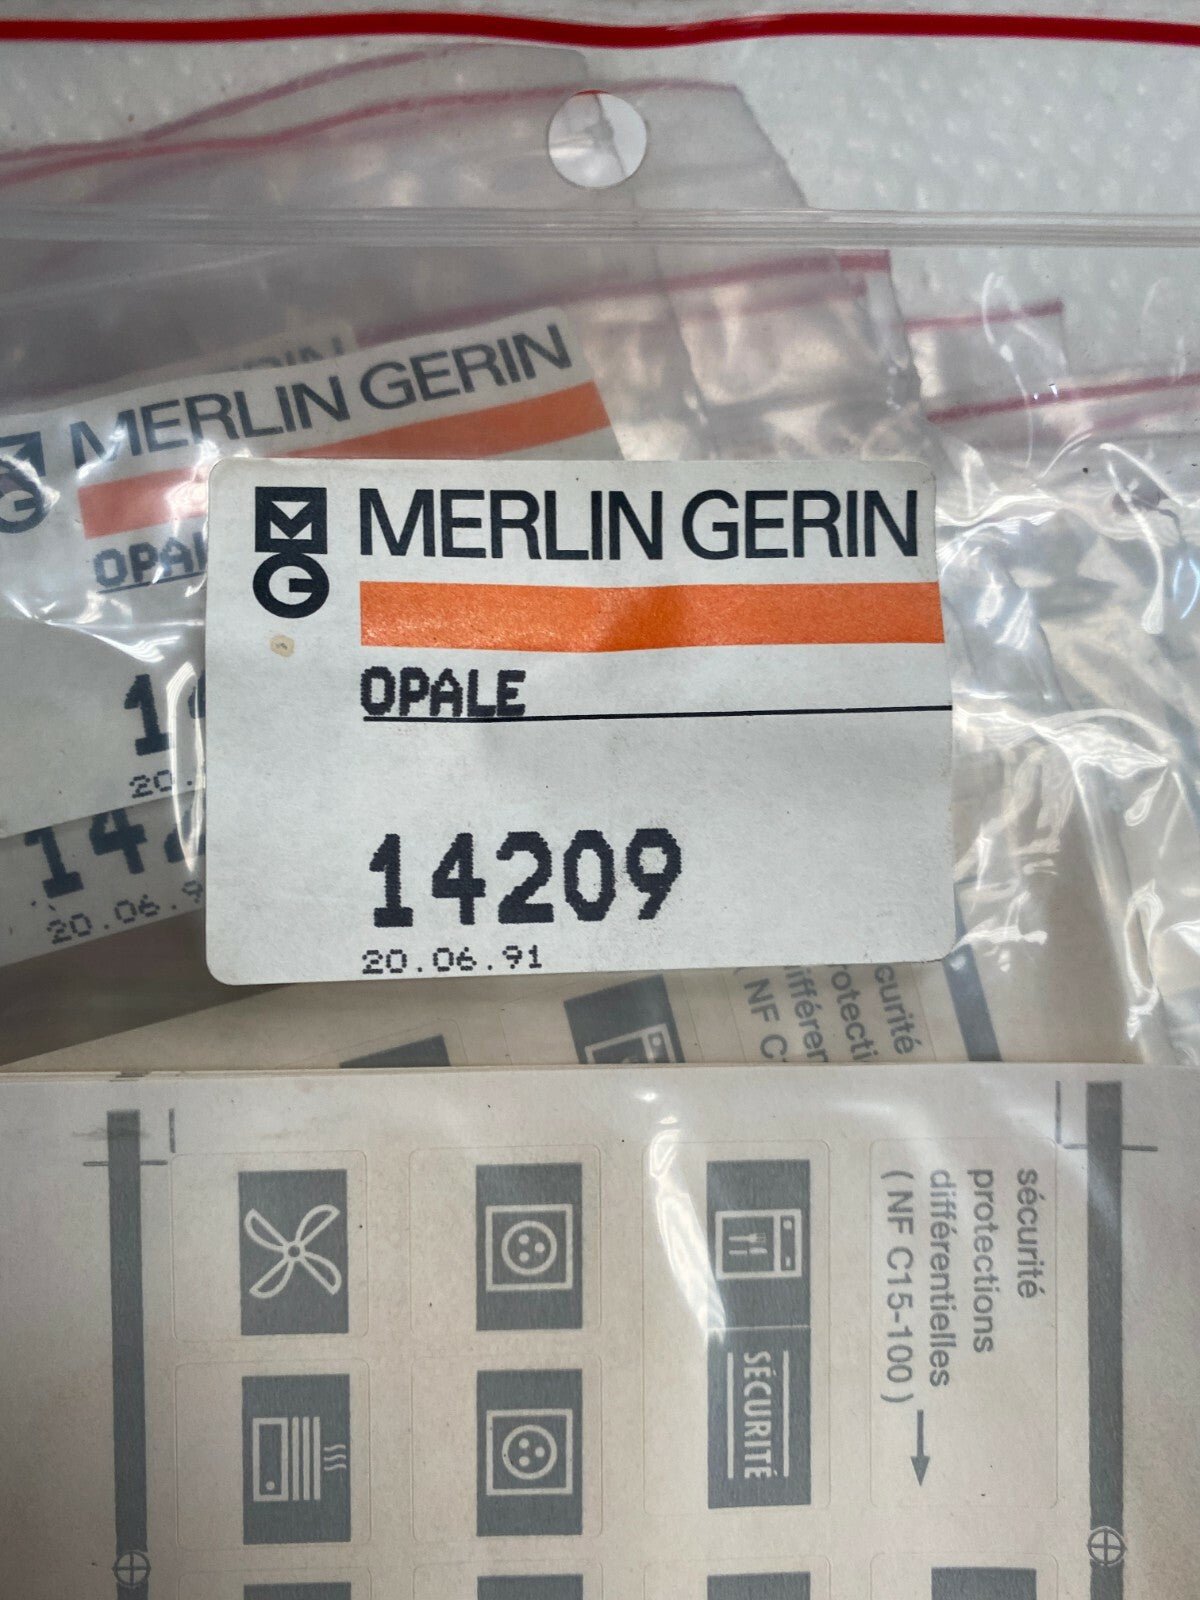 MERLIN GERIN
MERLIN GERIN
OPALE
14209
20.06.91
20.
20.06.9
sécurité
protections
différentielles
(NF C15-100)
SÉCURITÉ